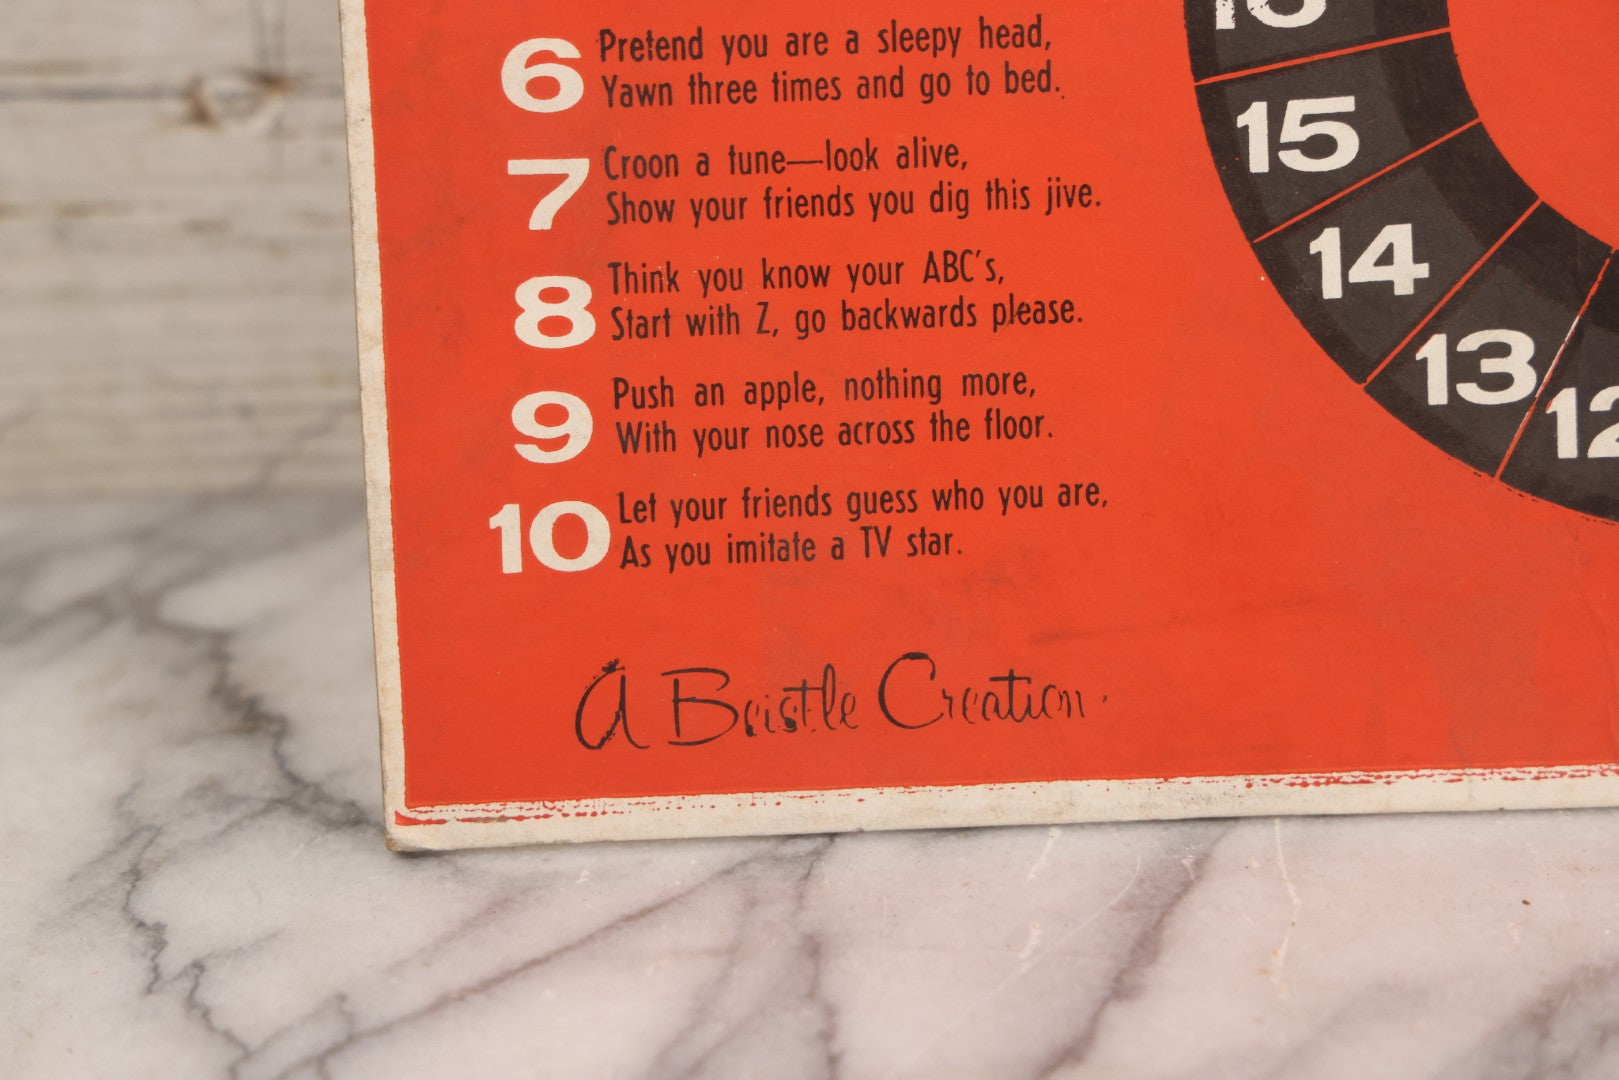 6 Pretend you are a sleepy head,
Yawn three times and go to bed.
7 Croon a tune—look alive,
Show your friends you dig this jive.
8 Think you know your ABC's,
Start with Z, go backwards please.
9 Push an apple, nothing more,
With your nose across the floor.
10 Let your friends guess who you are,
As you imitate a TV star.
A Bristle Creation
16
15
14
13
12